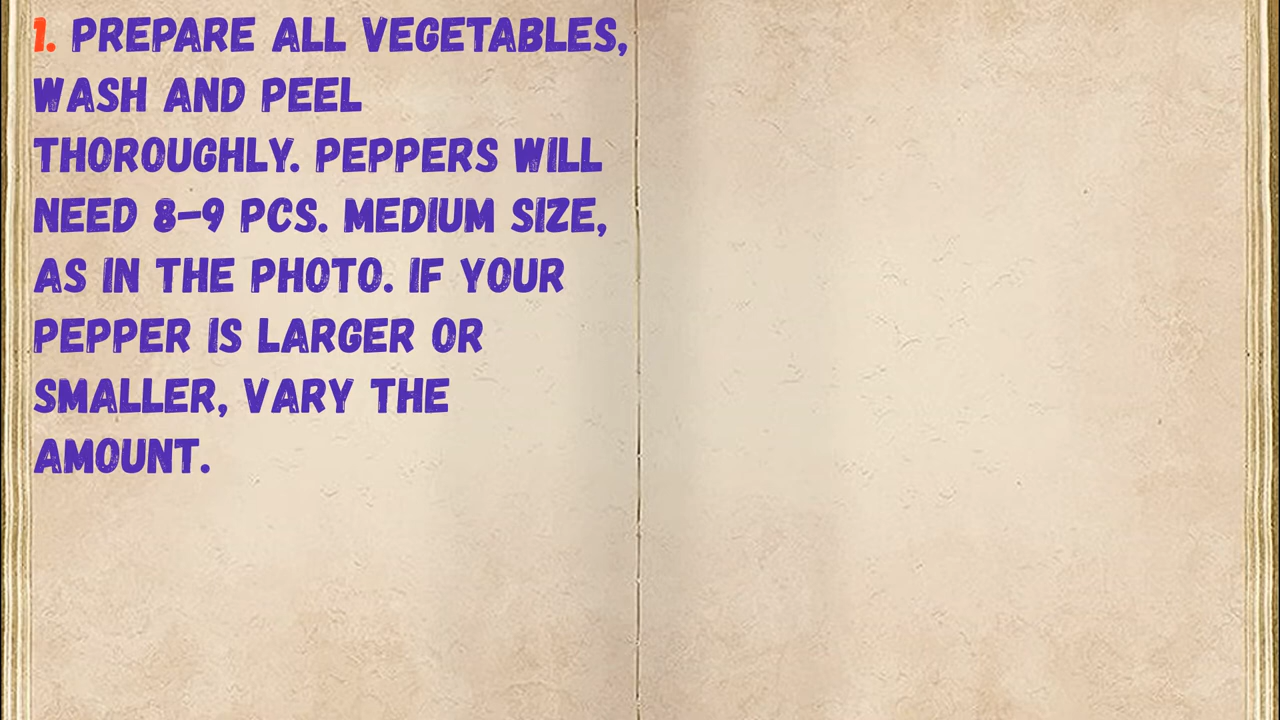 1. PREPARE ALL VEGETABLES,
WASH AND PEEL
THOROUGHLY. PEPPERS WILL
NEED 8-9 PCS. MEDIUM SIZE,
AS IN THE PHOTO. IF YOUR
PEPPER IS LARGER OR
SMALLER, VARY THE
AMOUNT.